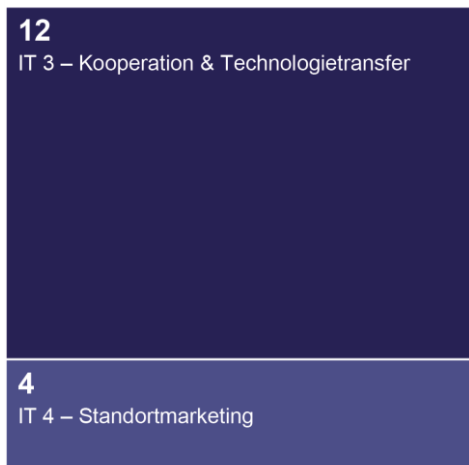 12
IT 3 – Kooperation & Technologietransfer
4
IT 4 – Standortmarketing